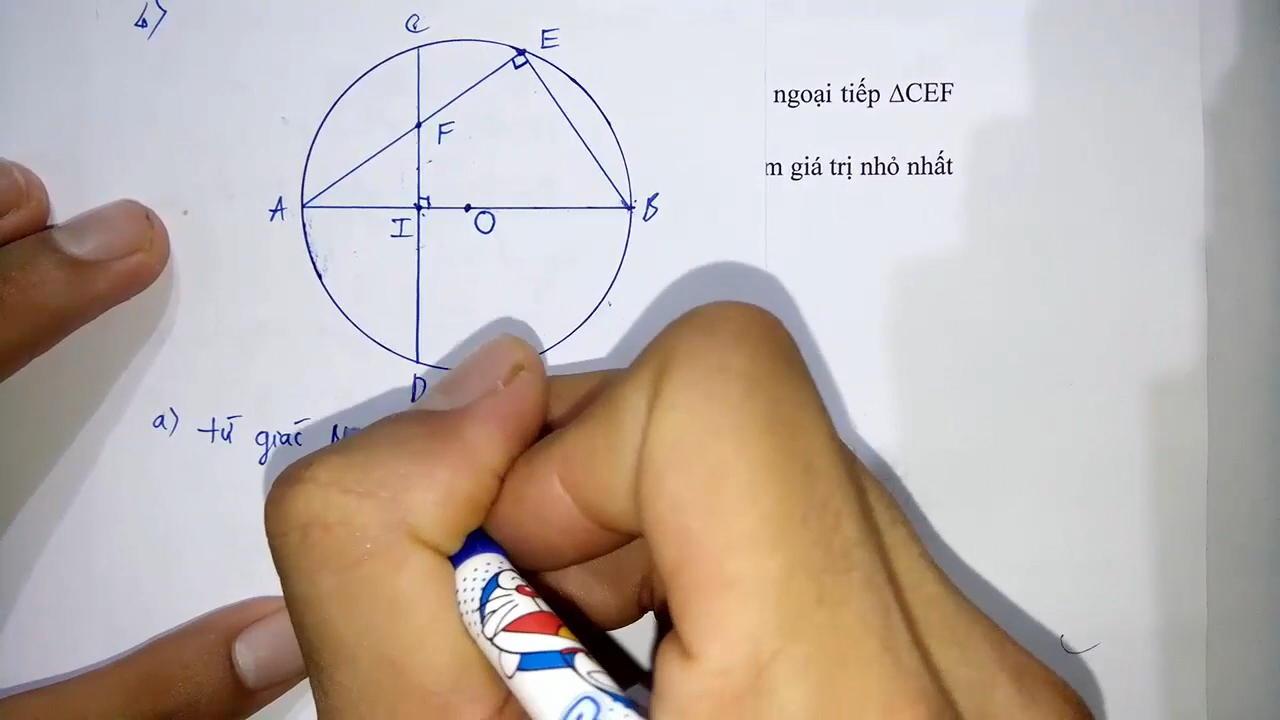 b)
C
E
ngoại tiếp ΔCEF
F
m giá trị nhỏ nhất
A
I
O
B
D
a) tứ giác